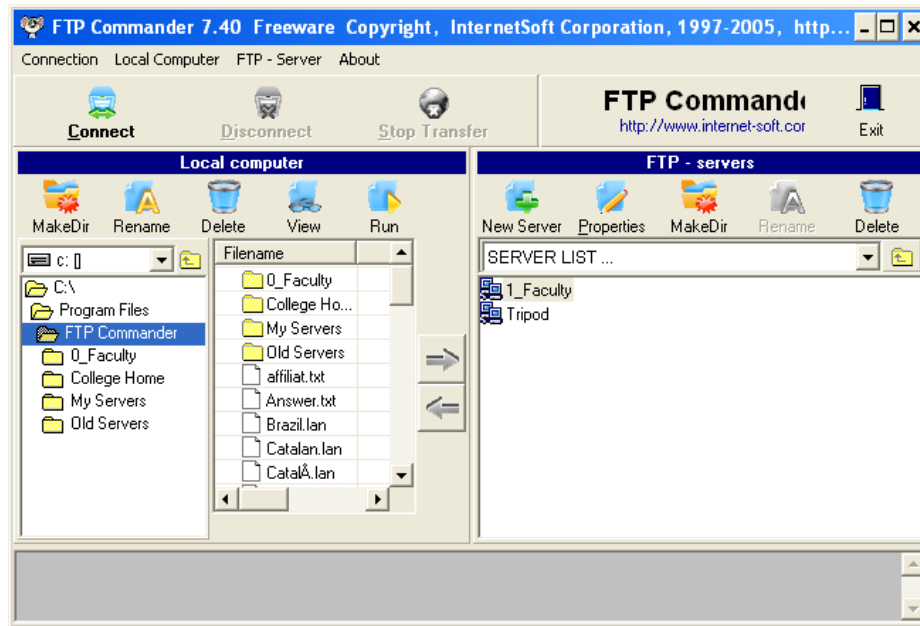 FTP Commander 7.40 Freeware Copyright, InternetSoft Corporation, 1997-2005, http...
Connection Local Computer FTP - Server About
Connect Disconnect Stop Transfer
FTP Commande
http://www.internet-soft.cor
Exit
Local computer
MakeDir Rename Delete View Run
c: []
C:\
Program Files
FTP Commander
0_Faculty
College Home
My Servers
Old Servers
Filename
0_Faculty
College Ho...
My Servers
Old Servers
affiliat.txt
Answer.txt
Brazil.lan
Catalan.lan
CatalÅ.lan
FTP - servers
New Server Properties MakeDir Rename Delete
SERVER LIST ...
1_Faculty
Tripod